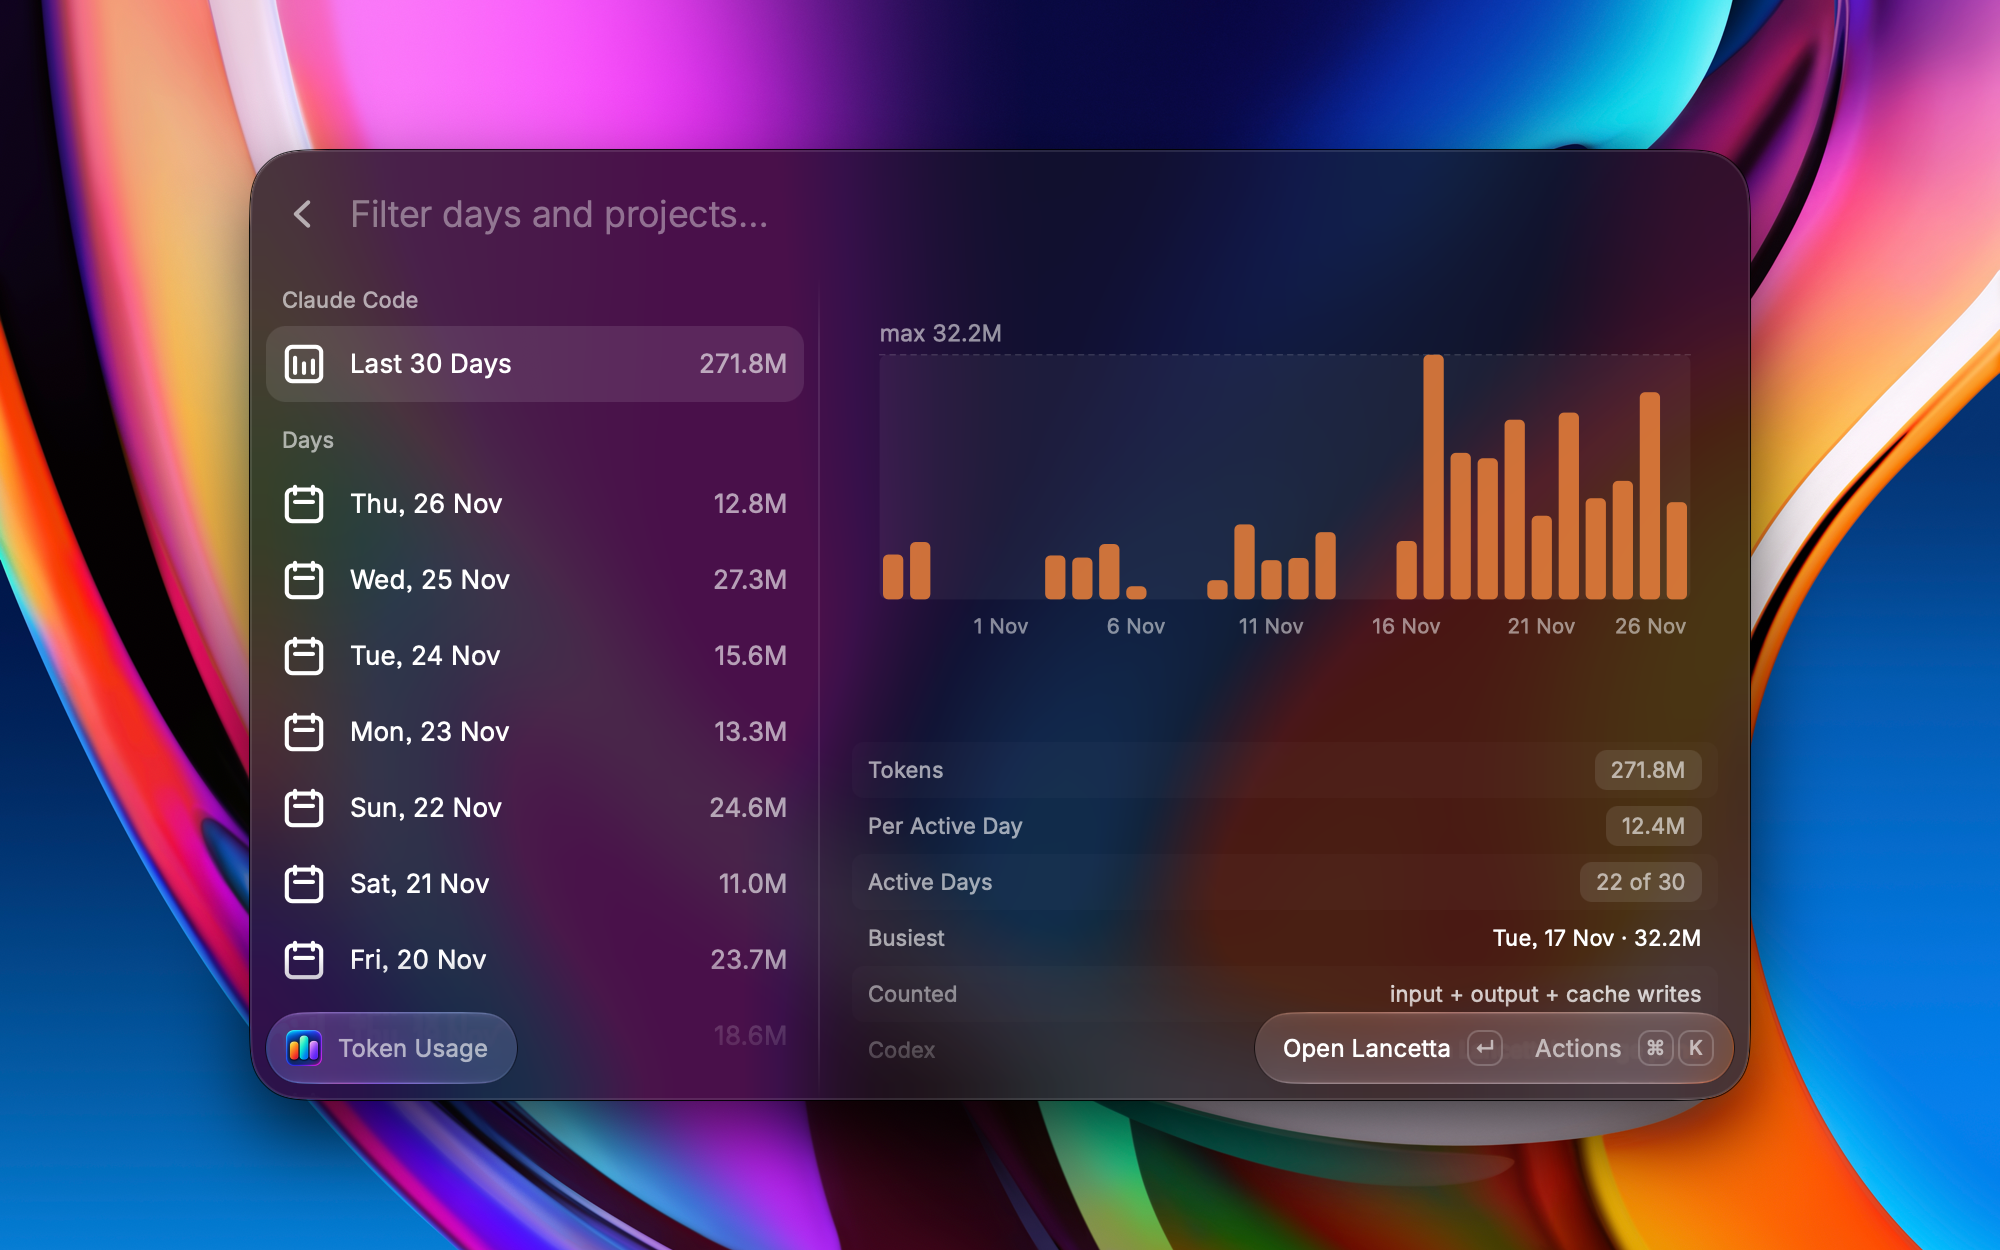 Filter days and projects...
Claude Code
Last 30 Days 271.8M
Days
Thu, 26 Nov 12.8M
Wed, 25 Nov 27.3M
Tue, 24 Nov 15.6M
Mon, 23 Nov 13.3M
Sun, 22 Nov 24.6M
Sat, 21 Nov 11.0M
Fri, 20 Nov 23.7M
18.6M
Token Usage
max 32.2M
1 Nov 6 Nov 11 Nov 16 Nov 21 Nov 26 Nov
Tokens 271.8M
Per Active Day 12.4M
Active Days 22 of 30
Busiest Tue, 17 Nov · 32.2M
Counted input + output + cache writes
Codex
Open Lancetta ↵ Actions ⌘ K